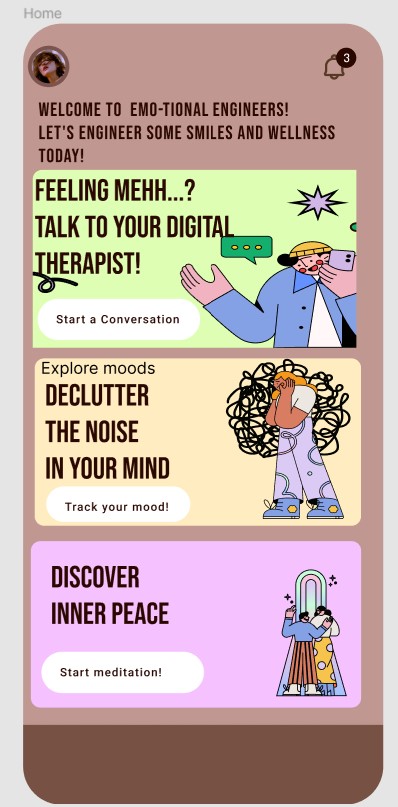 Home
3
WELCOME TO  EMO-TIONAL ENGINEERS!
LET'S ENGINEER SOME SMILES AND WELLNESS
TODAY!
FEELING MEHH...?
TALK TO YOUR DIGITAL
THERAPIST!
Start a Conversation
Explore moods
DECLUTTER
THE NOISE
IN YOUR MIND
Track your mood!
DISCOVER
INNER PEACE
Start meditation!